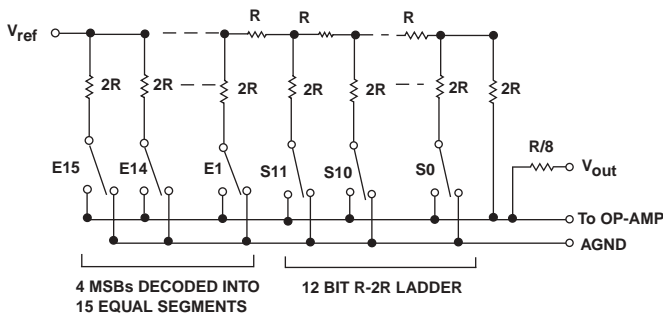 R R R
Vref
2R 2R 2R 2R 2R 2R 2R
E15 E14 E1 S11 S10 S0
R/8
Vout
To OP-AMP
AGND
4 MSBs DECODED INTO
15 EQUAL SEGMENTS
12 BIT R-2R LADDER